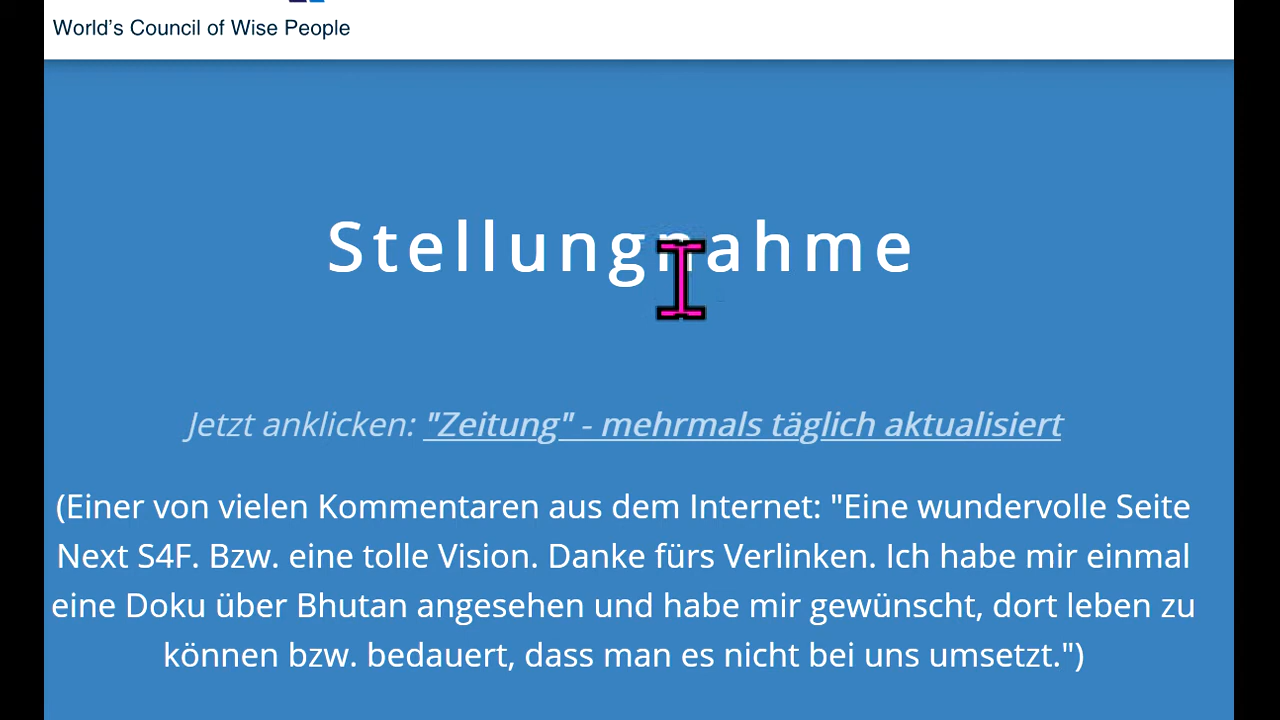 World's Council of Wise People
Stellungnahme
Jetzt anklicken: "Zeitung" - mehrmals täglich aktualisiert
(Einer von vielen Kommentaren aus dem Internet: "Eine wundervolle Seite
Next S4F. Bzw. eine tolle Vision. Danke fürs Verlinken. Ich habe mir einmal
eine Doku über Bhutan angesehen und habe mir gewünscht, dort leben zu
können bzw. bedauert, dass man es nicht bei uns umsetzt.")